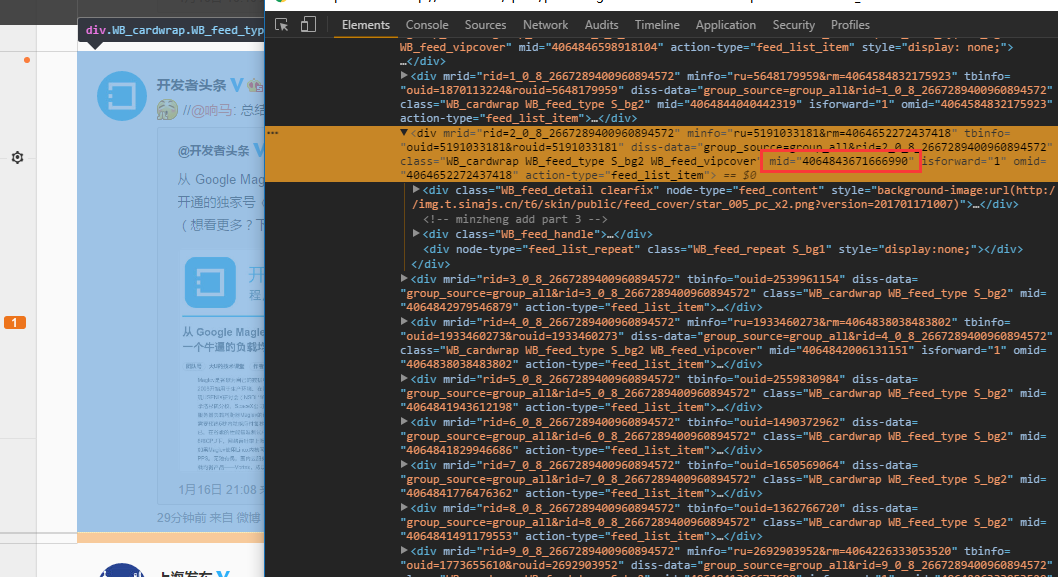 div.WB_cardwrap.WB_feed_typ
开发者头条
//@响马: 总结
@开发者头条
从 Google Mag
开通的独家号《
（想看更多？下
开
程
从 Google Magle
一个牛逼的负载均
1月16日 21:08 来
29分钟前 来自 微博
上海发布
1
Elements Console Sources Network Audits Timeline Application Security Profiles
WB_feed_vipcover" mid="4064846598918104" action-type="feed_list_item" style="display: none;">
…</div>
<div mrid="rid=1_0_8_2667289400960894572" minfo="ru=5648179959&rm=4064584832175923" tbinfo=
"ouid=1870113224&rouid=5648179959" diss-data="group_source=group_all&rid=1_0_8_2667289400960894572"
class="WB_cardwrap WB_feed_type S_bg2" mid="4064844040442319" isforward="1" omid="4064584832175923"
action-type="feed_list_item">…</div>
<div mrid="rid=2_0_8_2667289400960894572" minfo="ru=5191033181&rm=4064652272437418" tbinfo=
"ouid=5191033181&rouid=5191033181" diss-data="group_source=group_all&rid=2_0_8_2667289400960894572"
class="WB_cardwrap WB_feed_type S_bg2 WB_feed_vipcover" mid="4064843671666990" isforward="1" omid=
"4064652272437418" action-type="feed_list_item"> == $0
<div class="WB_feed_detail clearfix" node-type="feed_content" style="background-image:url(http:/
/img.t.sinajs.cn/t6/skin/public/feed_cover/star_005_pc_x2.png?version=201701171007)">…</div>
<!-- minzheng add part 3 -->
<div class="WB_feed_handle">…</div>
<div node-type="feed_list_repeat" class="WB_feed_repeat S_bg1" style="display:none;"></div>
</div>
<div mrid="rid=3_0_8_2667289400960894572" tbinfo="ouid=2539961154" diss-data=
"group_source=group_all&rid=3_0_8_2667289400960894572" class="WB_cardwrap WB_feed_type S_bg2" mid=
"4064842979546879" action-type="feed_list_item">…</div>
<div mrid="rid=4_0_8_2667289400960894572" minfo="ru=1933460273&rm=4064838038483802" tbinfo=
"ouid=1933460273&rouid=1933460273" diss-data="group_source=group_all&rid=4_0_8_2667289400960894572"
class="WB_cardwrap WB_feed_type S_bg2 WB_feed_vipcover" mid="4064842006131151" isforward="1" omid=
"4064838038483802" action-type="feed_list_item">…</div>
<div mrid="rid=5_0_8_2667289400960894572" tbinfo="ouid=2559830984" diss-data=
"group_source=group_all&rid=5_0_8_2667289400960894572" class="WB_cardwrap WB_feed_type S_bg2" mid=
"4064841943612198" action-type="feed_list_item">…</div>
<div mrid="rid=6_0_8_2667289400960894572" tbinfo="ouid=1490372962" diss-data=
"group_source=group_all&rid=6_0_8_2667289400960894572" class="WB_cardwrap WB_feed_type S_bg2" mid=
"4064841829946686" action-type="feed_list_item">…</div>
<div mrid="rid=7_0_8_2667289400960894572" tbinfo="ouid=1650569064" diss-data=
"group_source=group_all&rid=7_0_8_2667289400960894572" class="WB_cardwrap WB_feed_type S_bg2" mid=
"4064841776476362" action-type="feed_list_item">…</div>
<div mrid="rid=8_0_8_2667289400960894572" tbinfo="ouid=1362766720" diss-data=
"group_source=group_all&rid=8_0_8_2667289400960894572" class="WB_cardwrap WB_feed_type S_bg2" mid=
"4064841491179553" action-type="feed_list_item">…</div>
<div mrid="rid=9_0_8_2667289400960894572" minfo="ru=2692903952&rm=4064226333053520" tbinfo=
"ouid=1773655610&rouid=2692903952" diss-data="group_source=group_all&rid=9_0_8_2667289400960894572"